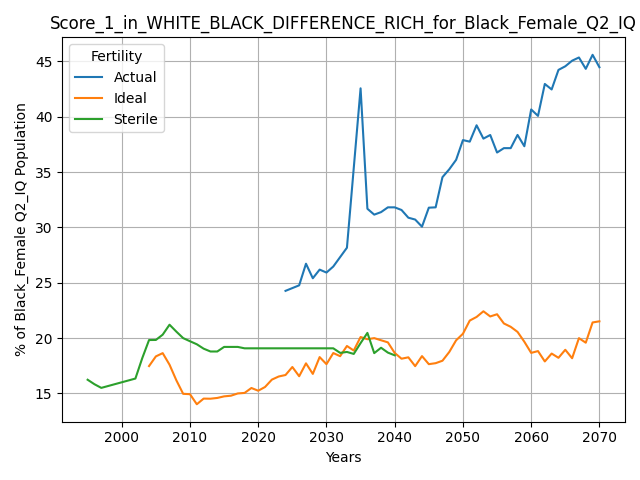 Score_1_in_WHITE_BLACK_DIFFERENCE_RICH_for_Black_Female_Q2_IQ
Fertility
Actual
Ideal
Sterile
% of Black_Female Q2_IQ Population
45
40
35
30
25
20
15
2000
2010
2020
2030
2040
2050
2060
2070
Years